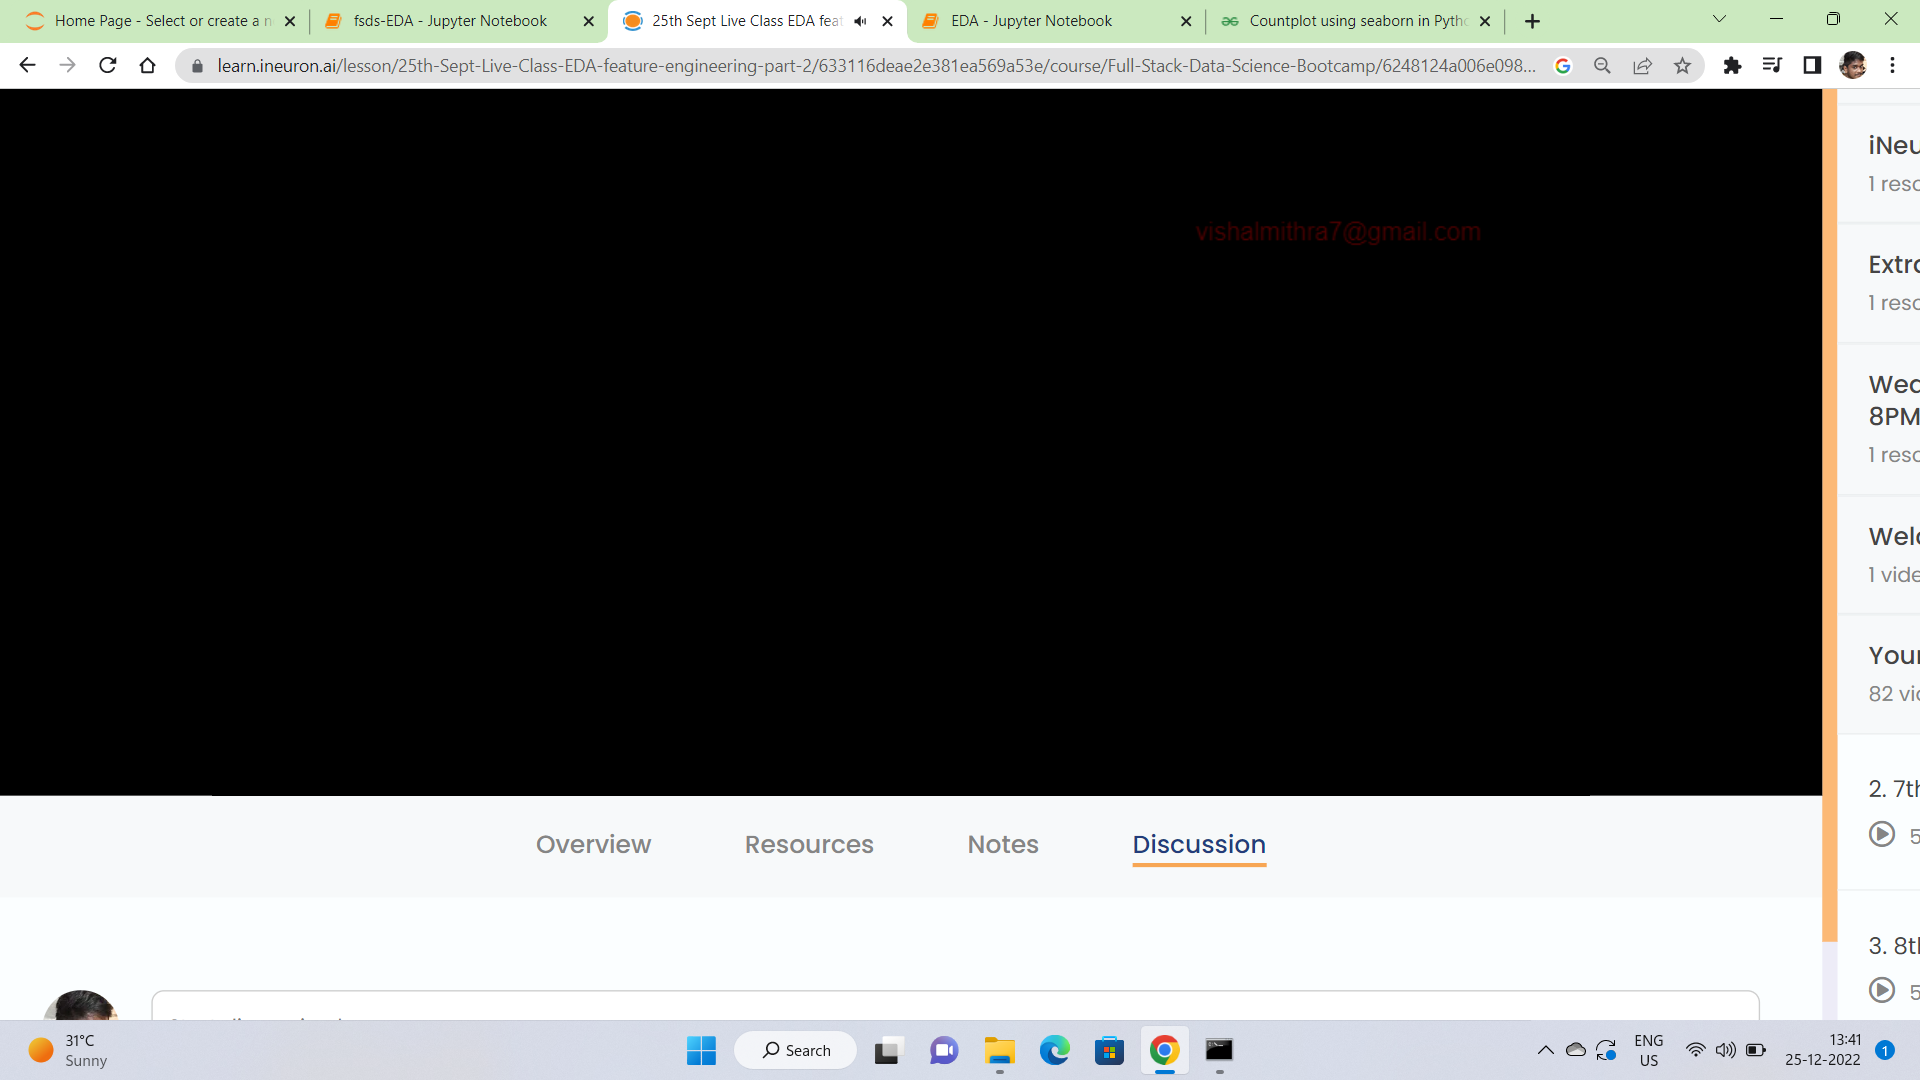 Home Page - Select or create a n
fsds-EDA - Jupyter Notebook
25th Sept Live Class EDA feat
EDA - Jupyter Notebook
Countplot using seaborn in Pytho
learn.ineuron.ai/lesson/25th-Sept-Live-Class-EDA-feature-engineering-part-2/633116deae2e381ea569a53e/course/Full-Stack-Data-Science-Bootcamp/6248124a006e098...
vishalmithra7@gmail.com
iNeu
1 reso
Extra
1 reso
Wed
8PM
1 reso
Welc
1 vide
Your
82 vid
2. 7th
5
3. 8th
5
Overview
Resources
Notes
Discussion
31°C
Sunny
Search
ENG
US
13:41
25-12-2022
1